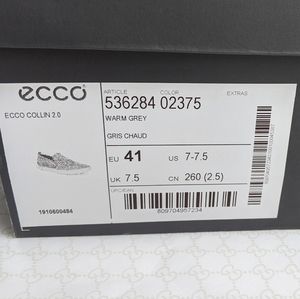 ecco
ECCO COLLIN 2.0
1910600484
ARTICLE COLOR EXTRAS
536284 02375
WARM GREY
GRIS CHAUD
EU 41 US 7-7.5
UK 7.5 CN 260 (2.5)
UPC/EAN
809704957234